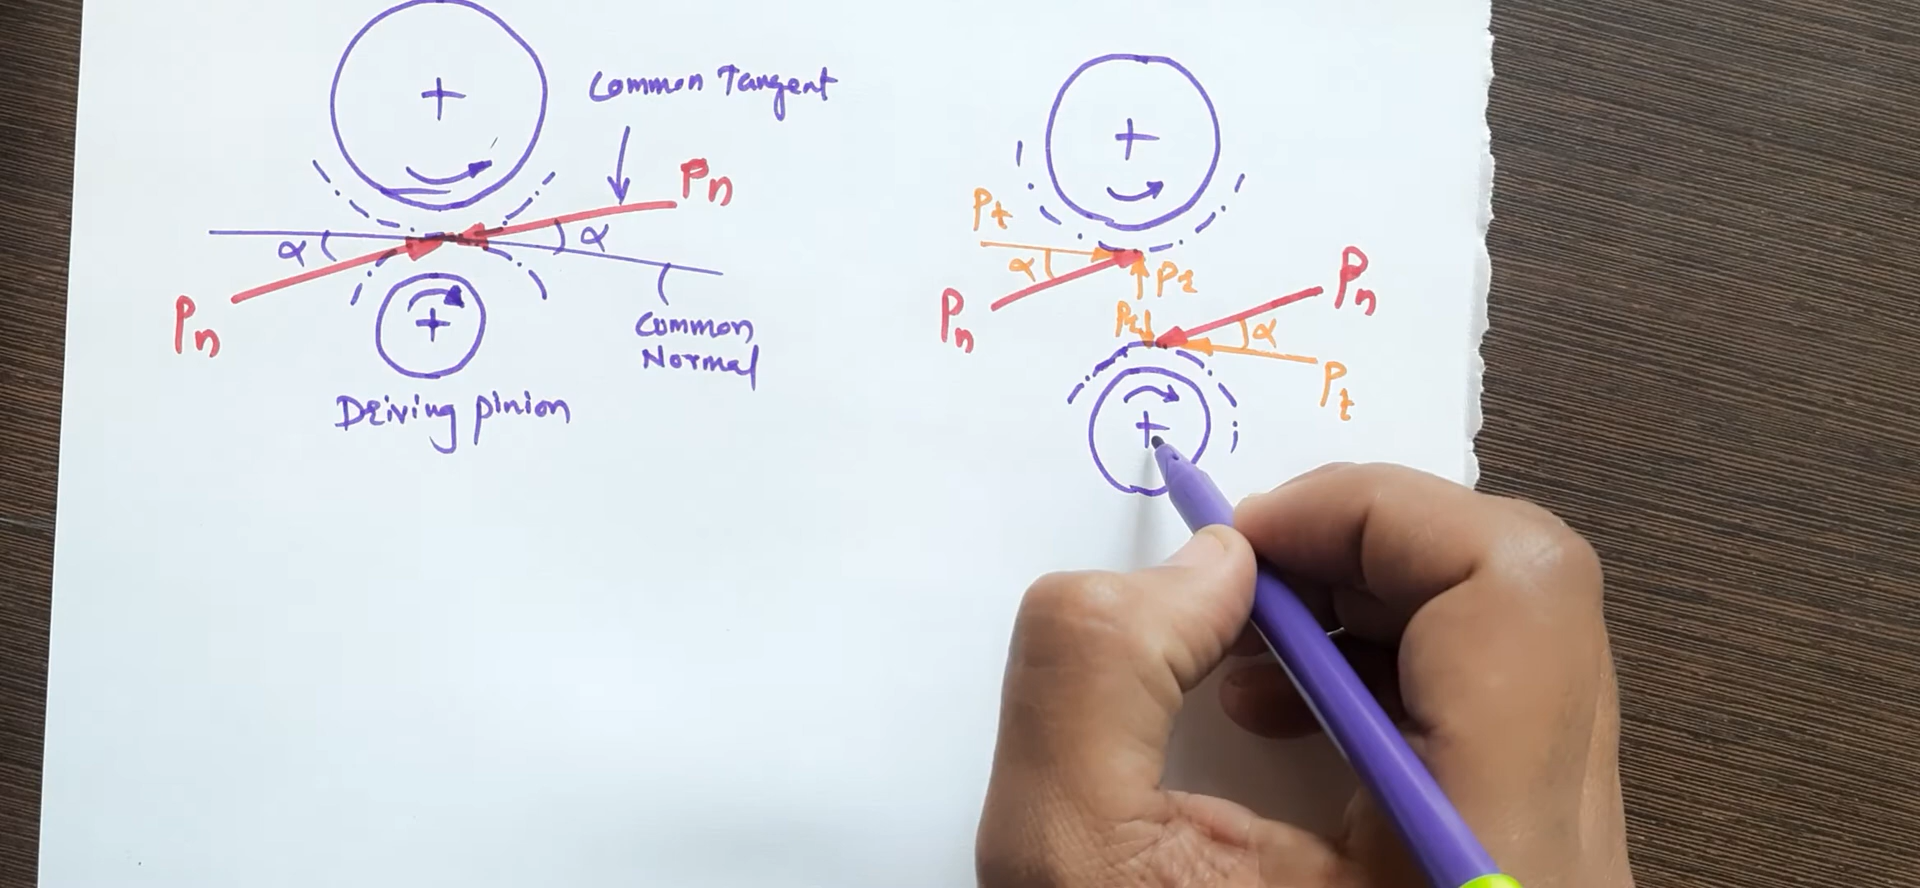 Common Tangent
Pn
α
α
Pn
Common
Normal
Driving pinion
Pt
α
Pr
Pn
Pn
Pr
α
Pt